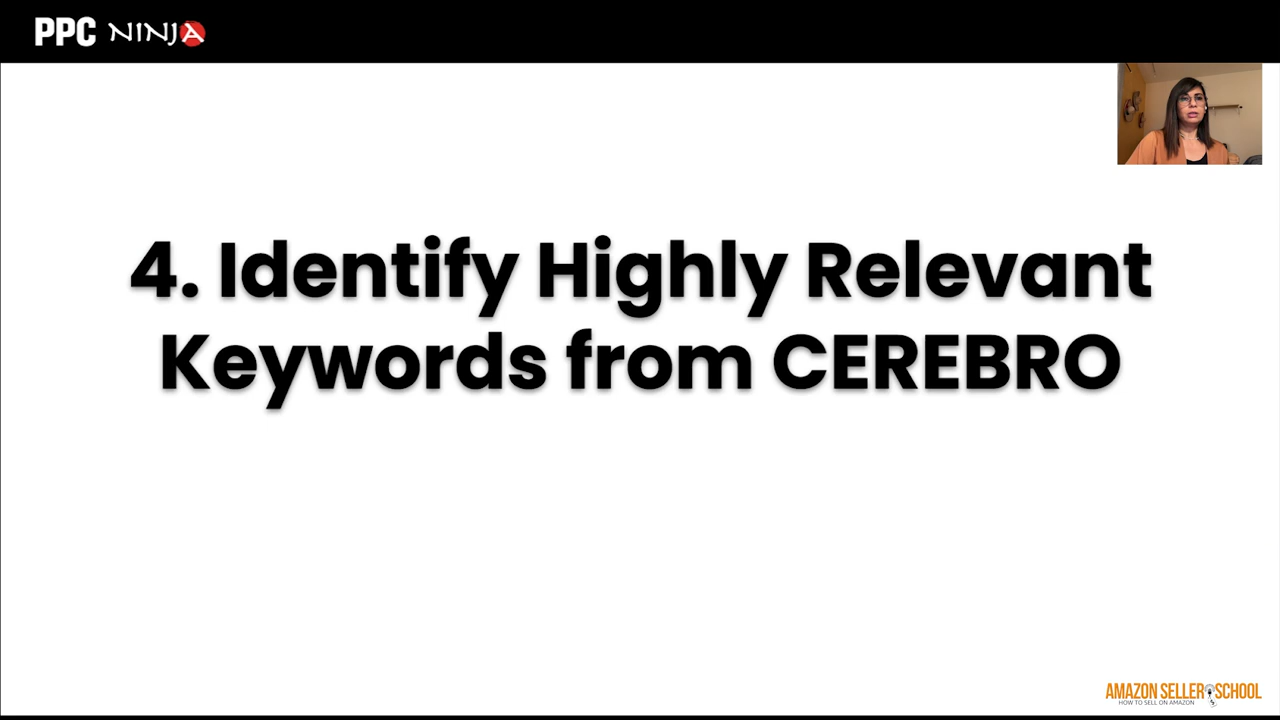 PPC NINJA
4. Identify Highly Relevant
Keywords from CEREBRO
AMAZON SELLER SCHOOL
HOW TO SELL ON AMAZON